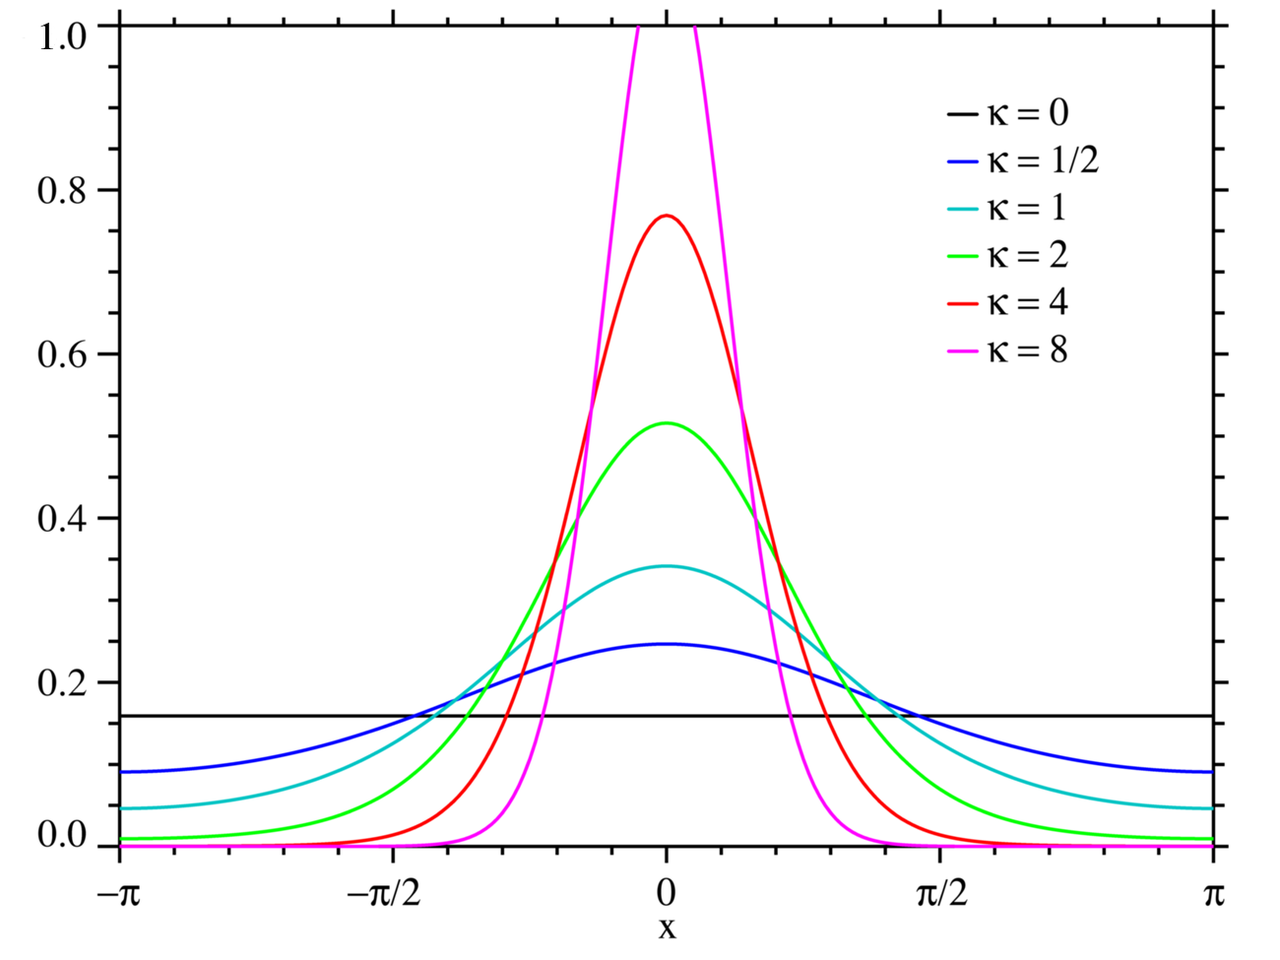 1.0
0.8
0.6
0.4
0.2
0.0
κ = 0
κ = 1/2
κ = 1
κ = 2
κ = 4
κ = 8
−π
−π/2
0
π/2
π
x